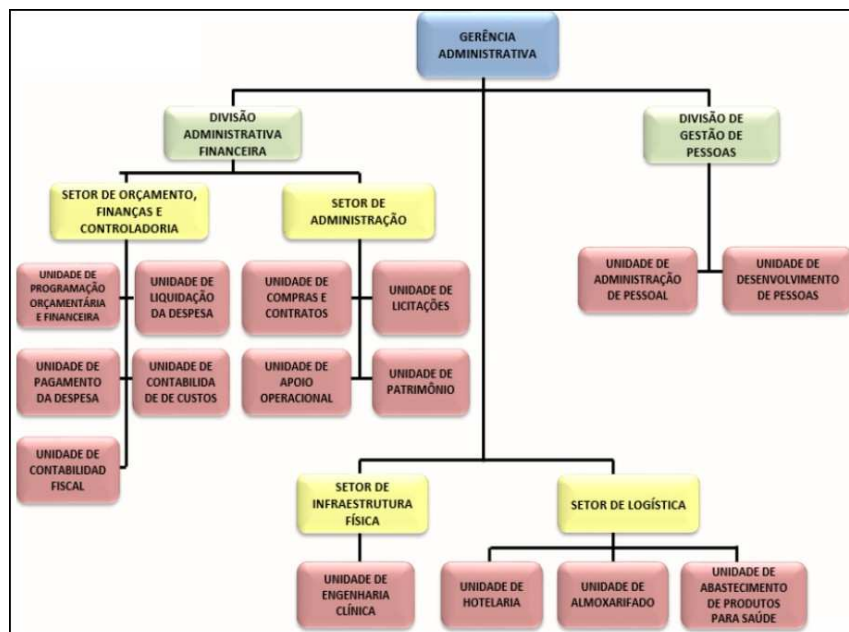 GERÊNCIA
ADMINISTRATIVA
DIVISÃO
ADMINISTRATIVA
FINANCEIRA
DIVISÃO DE
GESTÃO DE
PESSOAS
SETOR DE ORÇAMENTO,
FINANÇAS E
CONTROLADORIA
SETOR DE
ADMINISTRAÇÃO
UNIDADE DE
PROGRAMAÇÃO
ORÇAMENTÁRIA
E FINANCEIRA
UNIDADE DE
LIQUIDAÇÃO
DA DESPESA
UNIDADE DE
COMPRAS E
CONTRATOS
UNIDADE DE
LICITAÇÕES
UNIDADE DE
ADMINISTRAÇÃO
DE PESSOAL
UNIDADE DE
DESENVOLVIMENTO
DE PESSOAS
UNIDADE DE
PAGAMENTO
DA DESPESA
UNIDADE DE
CONTABILIDA
DE DE CUSTOS
UNIDADE DE
APOIO
OPERACIONAL
UNIDADE DE
PATRIMÔNIO
UNIDADE DE
CONTABILIDAD
FISCAL
SETOR DE
INFRAESTRUTURA
FÍSICA
SETOR DE LOGÍSTICA
UNIDADE DE
ENGENHARIA
CLÍNICA
UNIDADE DE
HOTELARIA
UNIDADE DE
ALMOXARIFADO
UNIDADE DE
ABASTECIMENTO
DE PRODUTOS
PARA SAÚDE